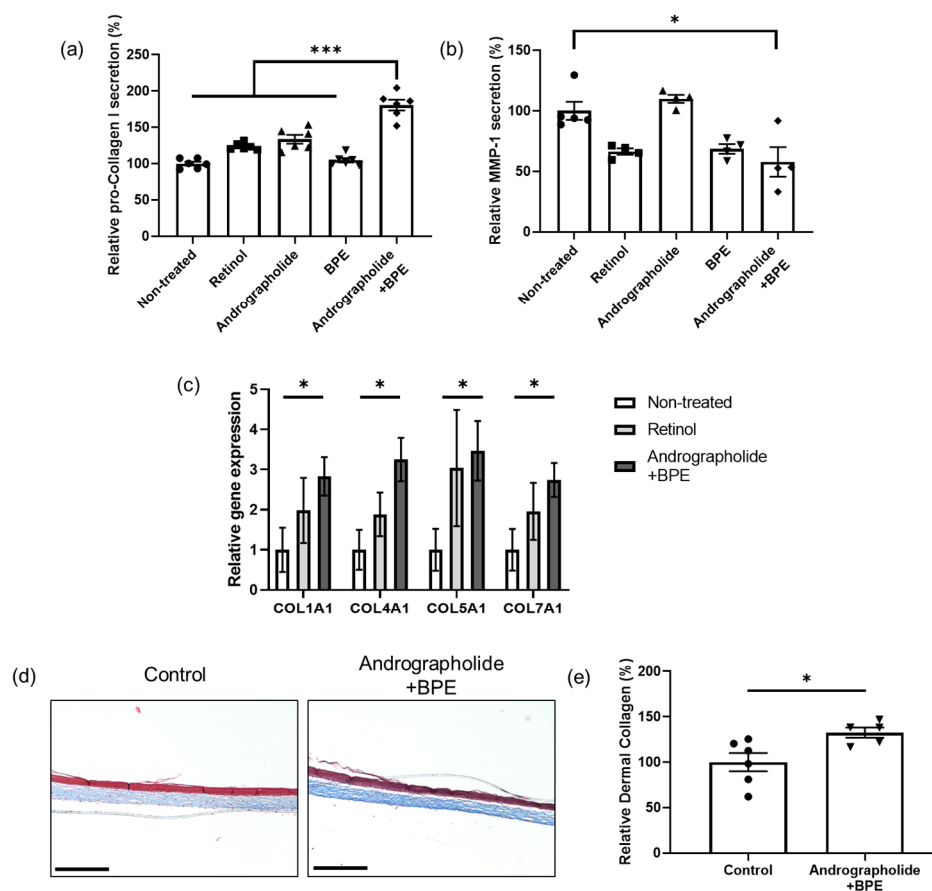 (a)
Relative pro-Collagen I secretion (%)
250
200
150
100
50
0
***
Non-treated
Retinol
Andrographolide
BPE
Andrographolide
+BPE
(b)
Relative MMP-1 secretion (%)
150
100
50
0
*
Non-treated
Retinol
Andrographolide
BPE
Andrographolide
+BPE
(c)
Relative gene expression
5
4
3
2
1
0
* * * *
COL1A1 COL4A1 COL5A1 COL7A1
Non-treated
Retinol
Andrographolide
+BPE
(d)
Control
Andrographolide
+BPE
(e)
Relative Dermal Collagen (%)
200
150
100
50
0
*
Control
Andrographolide
+BPE